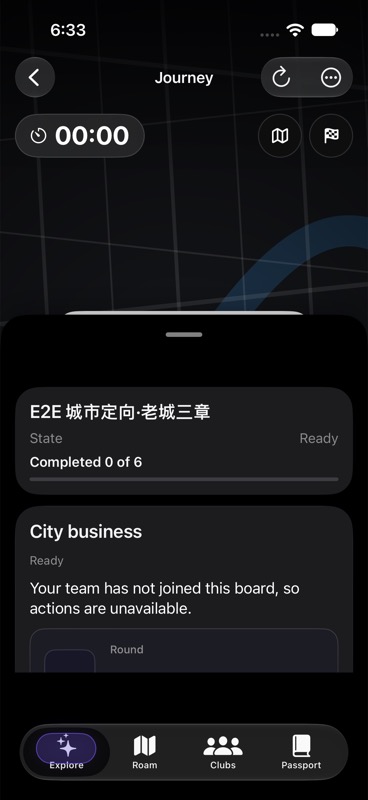 6:33
Journey
00:00
E2E 城市定向·老城三章
State
Ready
Completed 0 of 6
City business
Ready
Your team has not joined this board, so
actions are unavailable.
Round
Explore
Roam
Clubs
Passport